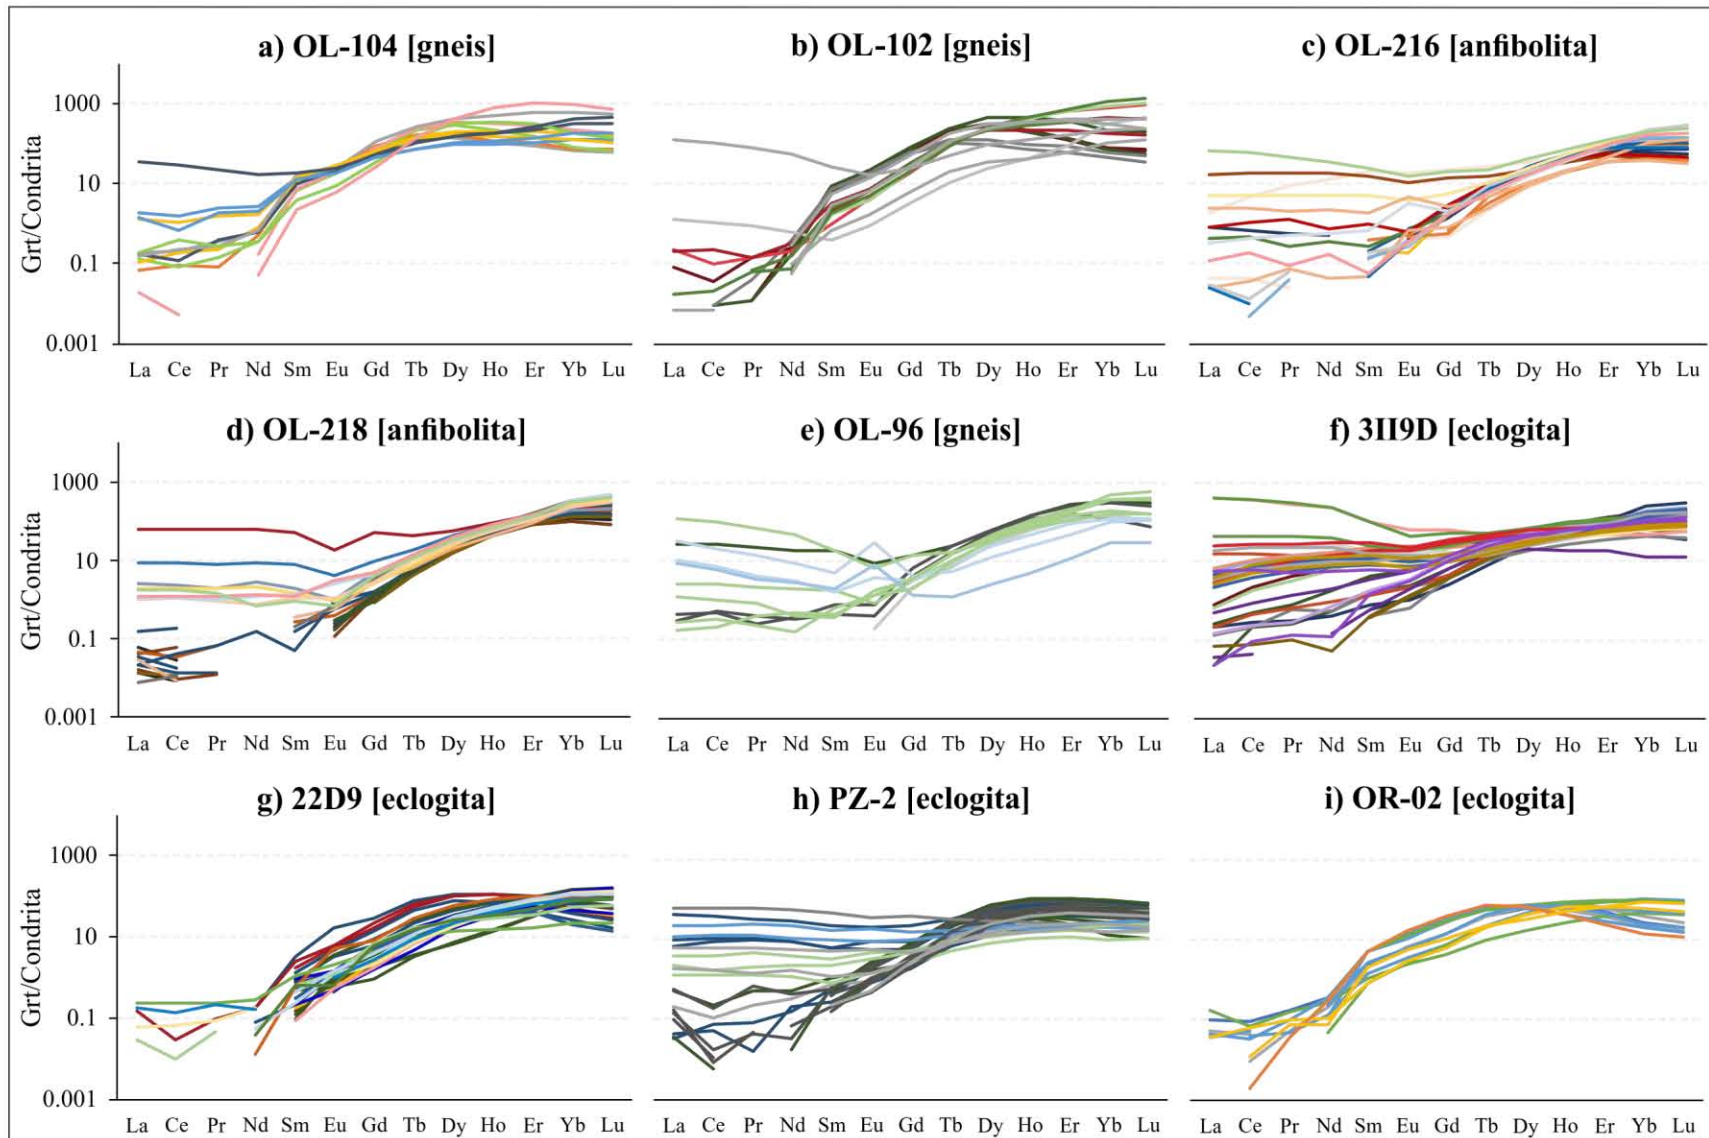 a) OL-104 [gneis]
b) OL-102 [gneis]
c) OL-216 [anfibolita]
Grt/Condrita
1000
10
0.1
0.001
La Ce Pr Nd Sm Eu Gd Tb Dy Ho Er Yb Lu
La Ce Pr Nd Sm Eu Gd Tb Dy Ho Er Yb Lu
La Ce Pr Nd Sm Eu Gd Tb Dy Ho Er Yb Lu
d) OL-218 [anfibolita]
e) OL-96 [gneis]
f) 3II9D [eclogita]
Grt/Condrita
1000
10
0.1
0.001
La Ce Pr Nd Sm Eu Gd Tb Dy Ho Er Yb Lu
La Ce Pr Nd Sm Eu Gd Tb Dy Ho Er Yb Lu
La Ce Pr Nd Sm Eu Gd Tb Dy Ho Er Yb Lu
g) 22D9 [eclogita]
h) PZ-2 [eclogita]
i) OR-02 [eclogita]
Grt/Condrita
1000
10
0.1
0.001
La Ce Pr Nd Sm Eu Gd Tb Dy Ho Er Yb Lu
La Ce Pr Nd Sm Eu Gd Tb Dy Ho Er Yb Lu
La Ce Pr Nd Sm Eu Gd Tb Dy Ho Er Yb Lu